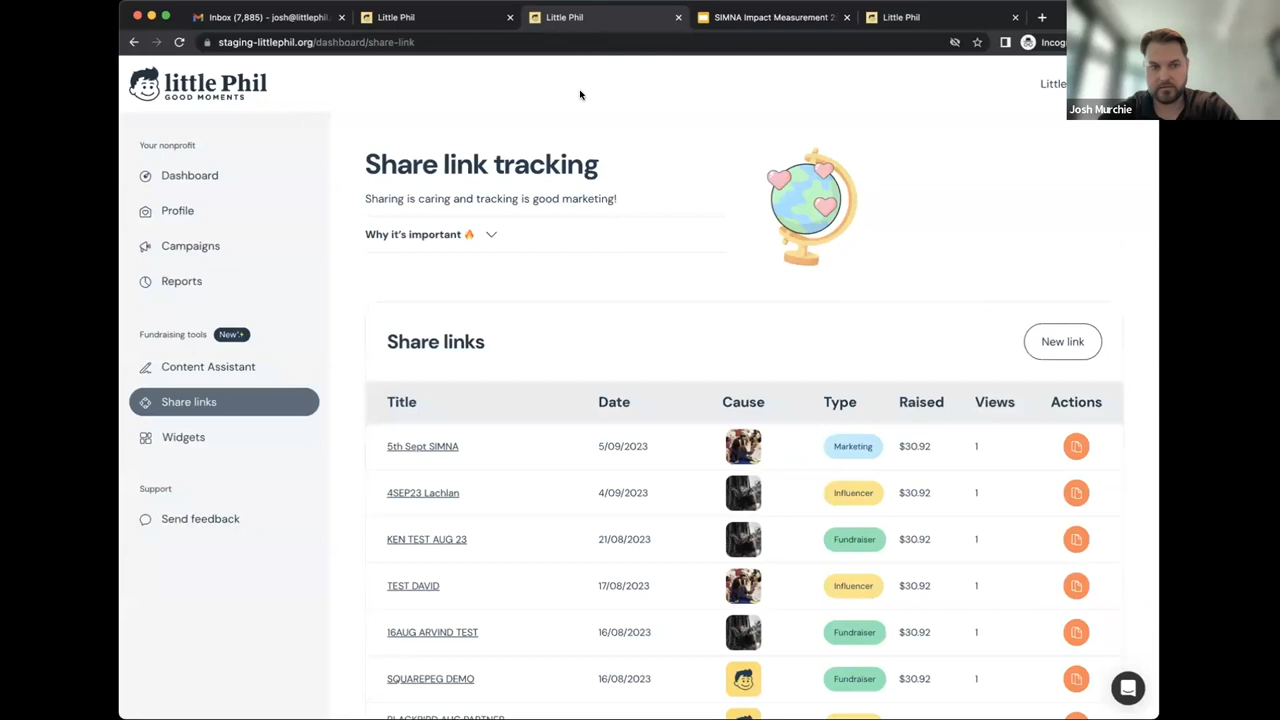 Inbox (7,885) - josh@littlephil.
Little Phil
Little Phil
SIMNA Impact Measurement 2
Little Phil
staging-littlephil.org/dashboard/share-link
Incog
Josh Murchie
little Phil
GOOD MOMENTS
Little
Your nonprofit
Dashboard
Profile
Campaigns
Reports
Fundraising tools New
Content Assistant
Share links
Widgets
Support
Send feedback
Share link tracking
Sharing is caring and tracking is good marketing!
Why it's important 🔥
Share links
New link
Title Date Cause Type Raised Views Actions
5th Sept SIMNA 5/09/2023 Marketing $30.92 1
4SEP23 Lachlan 4/09/2023 Influencer $30.92 1
KEN TEST AUG 23 21/08/2023 Fundraiser $30.92 1
TEST DAVID 17/08/2023 Influencer $30.92 1
16AUG ARVIND TEST 16/08/2023 Fundraiser $30.92 1
SQUAREPEG DEMO 16/08/2023 Fundraiser $30.92 1
BLACKBIRD AUG PARTNER